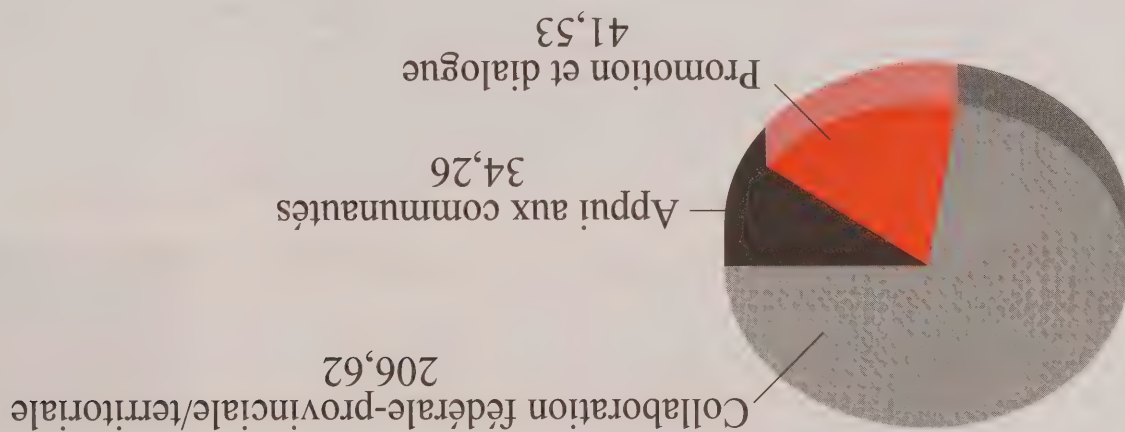 Collaboration fédérale-provinciale/territoriale
206,62
Appui aux communautés
34,26
Promotion et dialogue
41,53